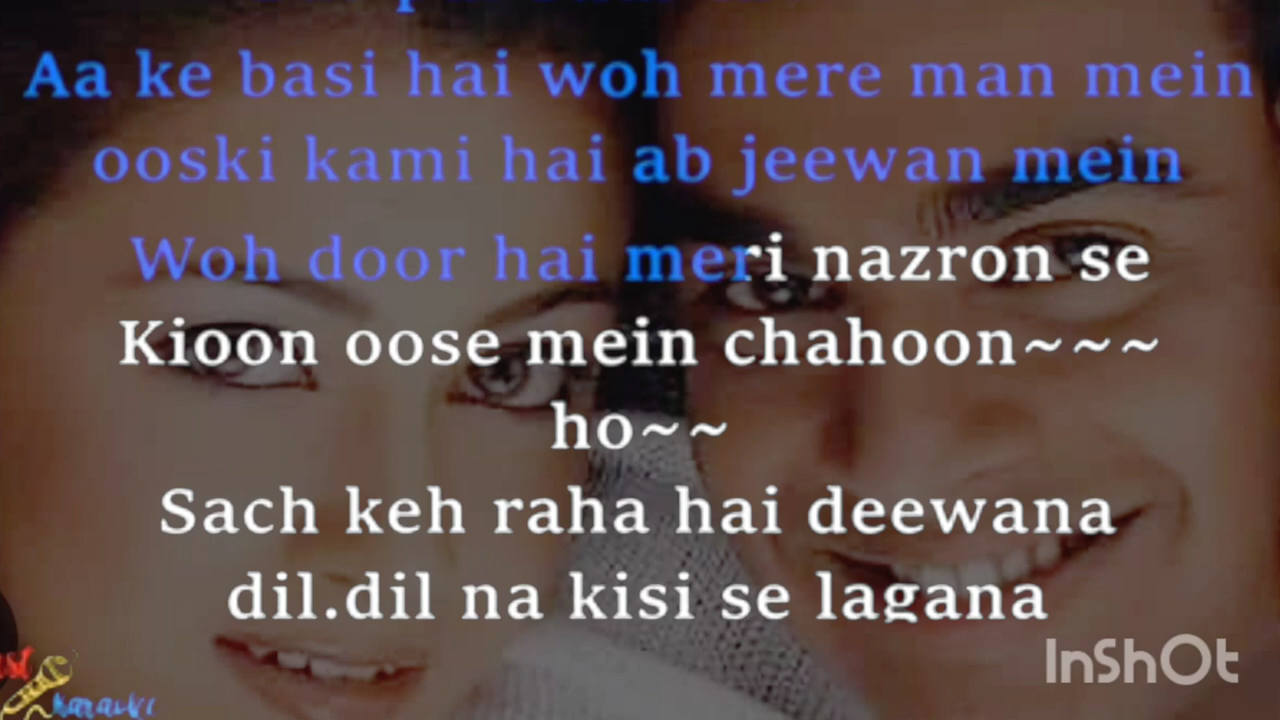 Aa ke basi hai woh mere man mein
ooski kami hai ab jeewan mein
Woh door hai meri nazron se
Kioon oose mein chahoon~~~
ho~~
Sach keh raha hai deewana
dil.dil na kisi se lagana
InShOt
karaoke